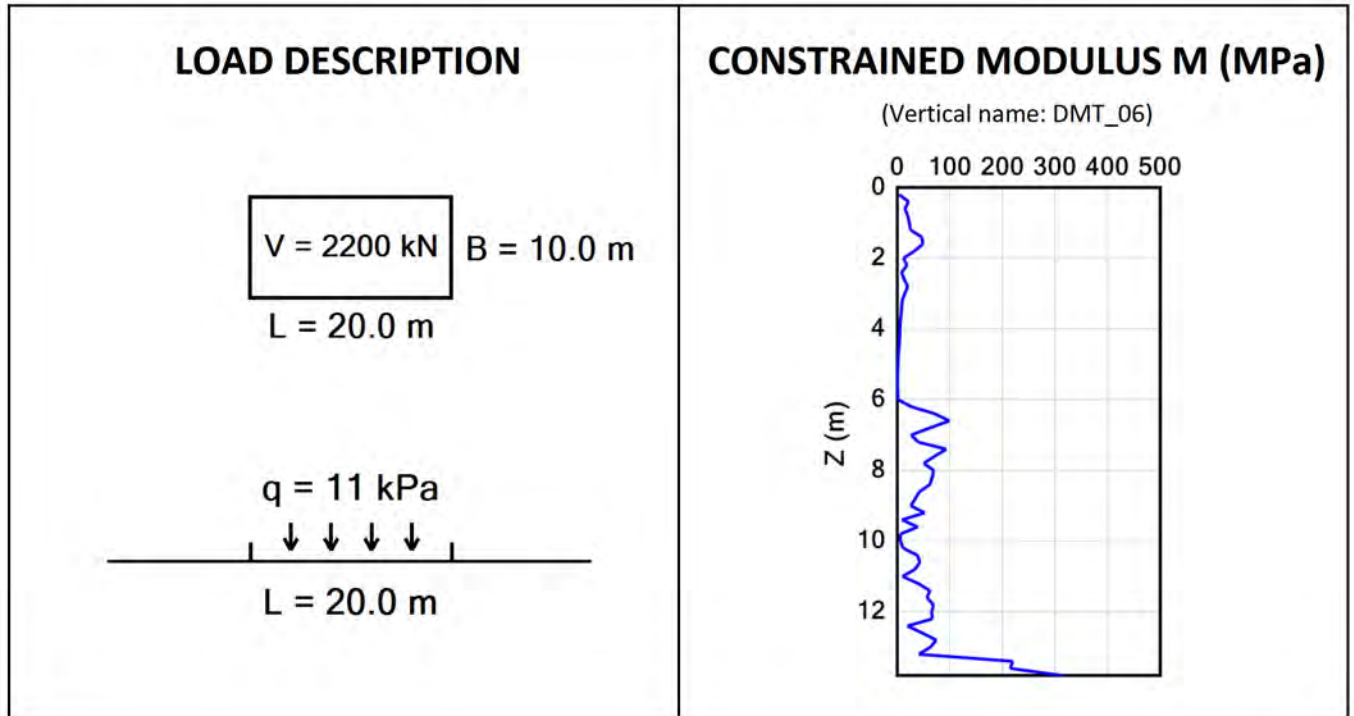 LOAD DESCRIPTION
V = 2200 kN
B = 10.0 m
L = 20.0 m
q = 11 kPa
L = 20.0 m
CONSTRAINED MODULUS M (MPa)
(Vertical name: DMT_06)
0 100 200 300 400 500
0
2
4
6
8
10
12
Z (m)